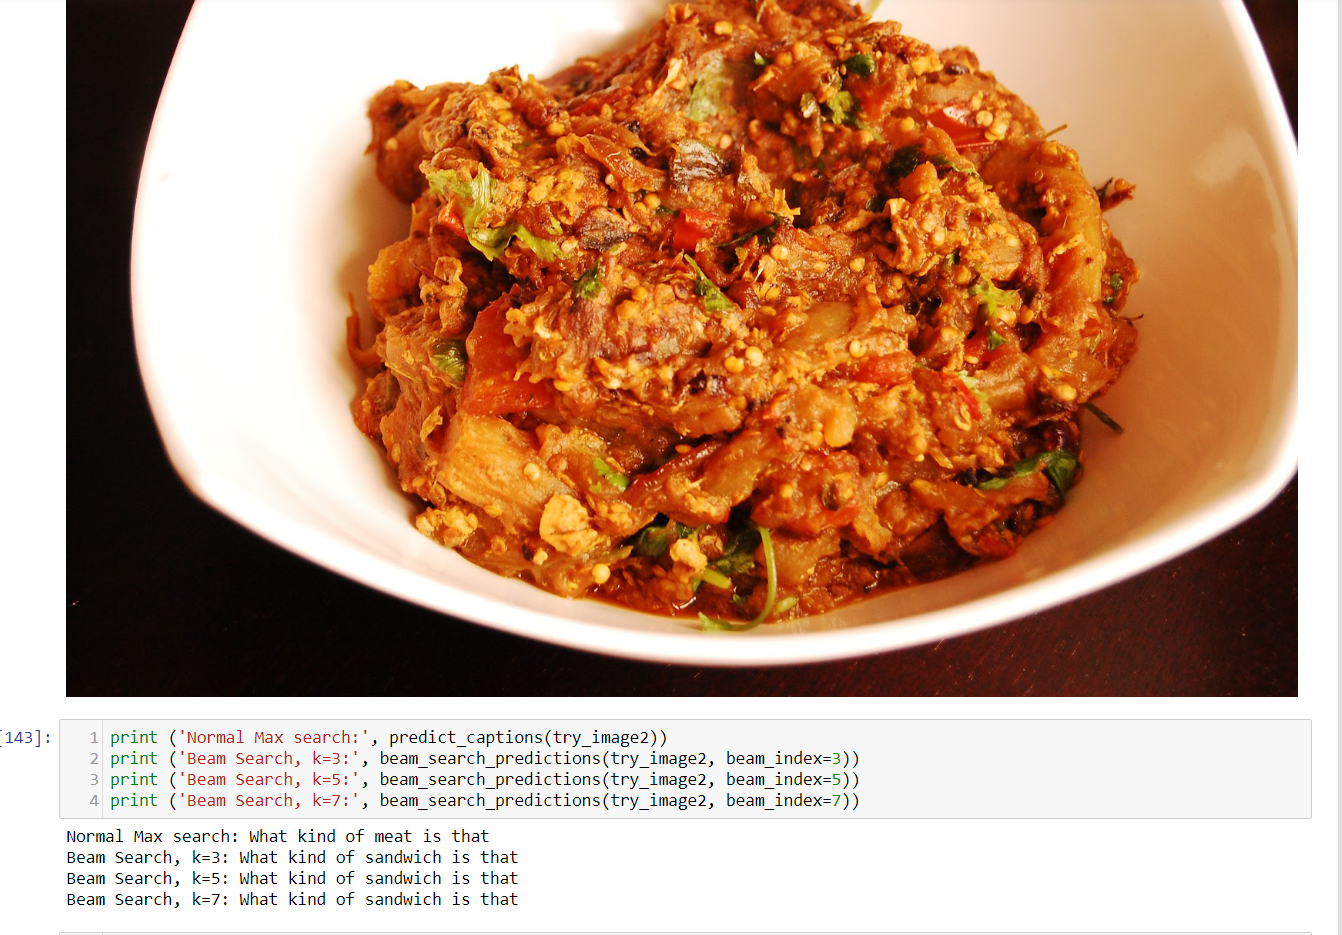 [143]:
1 print ('Normal Max search:', predict_captions(try_image2))
2 print ('Beam Search, k=3:', beam_search_predictions(try_image2, beam_index=3))
3 print ('Beam Search, k=5:', beam_search_predictions(try_image2, beam_index=5))
4 print ('Beam Search, k=7:', beam_search_predictions(try_image2, beam_index=7))
Normal Max search: What kind of meat is that
Beam Search, k=3: What kind of sandwich is that
Beam Search, k=5: What kind of sandwich is that
Beam Search, k=7: What kind of sandwich is that